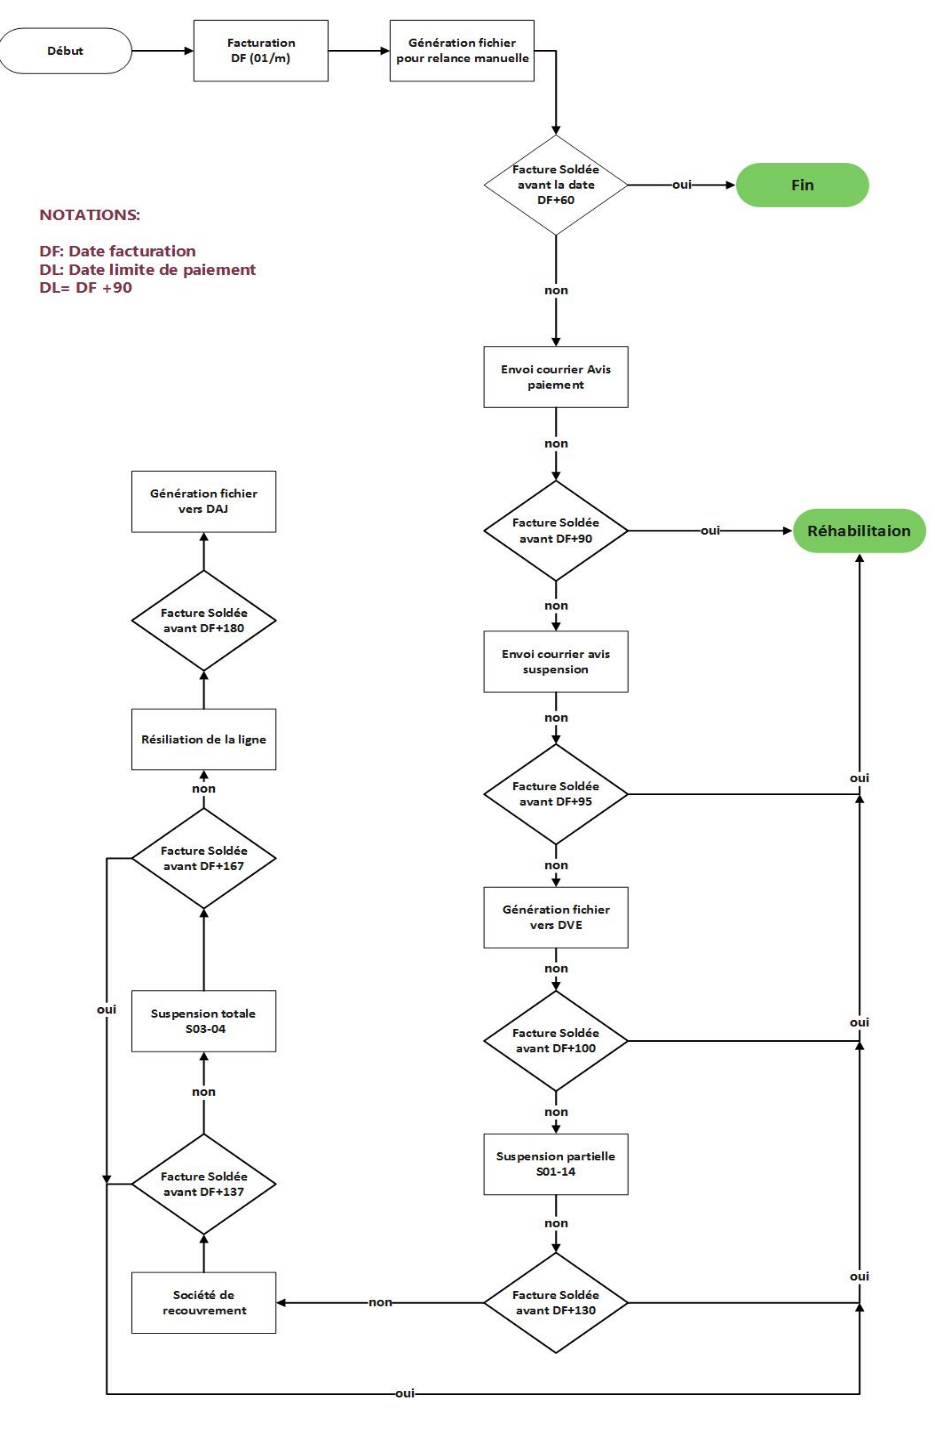 Début
Facturation
DF (01/m)
Génération fichier
pour relance manuelle
Facture Soldée
avant la date
DF+60
oui
Fin
NOTATIONS:
DF: Date facturation
DL: Date limite de paiement
DL= DF +90
non
Envoi courrier Avis
paiement
non
Facture Soldée
avant DF+90
oui
Réhabilitaion
non
Envoi courrier avis
suspension
non
Facture Soldée
avant DF+95
oui
non
Génération fichier
vers DVE
non
Facture Soldée
avant DF+100
oui
non
Suspension partielle
S01-14
non
Facture Soldée
avant DF+130
oui
non
Société de
recouvrement
Facture Soldée
avant DF+137
oui
non
Suspension totale
S03-04
Facture Soldée
avant DF+167
oui
non
Résiliation de la ligne
Facture Soldée
avant DF+180
Génération fichier
vers DAJ